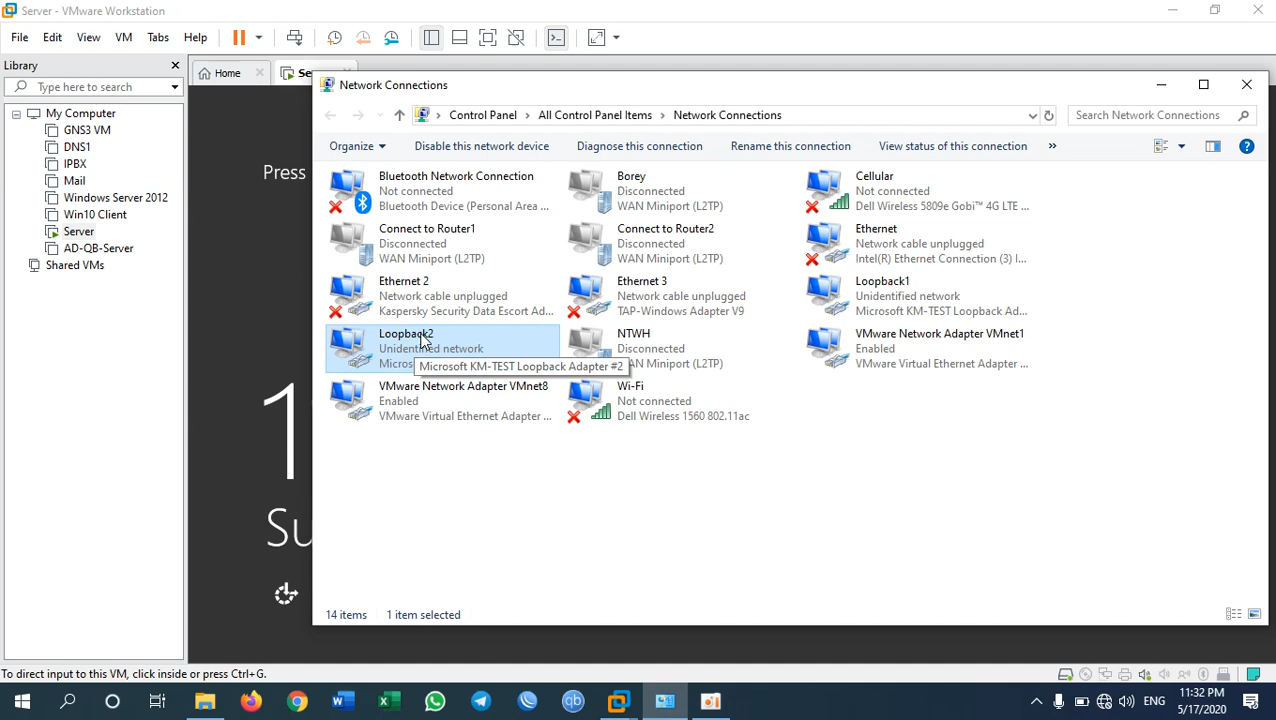 Server - VMware Workstation
File Edit View VM Tabs Help
Library
Type here to search
My Computer
GNS3 VM
DNS1
IPBX
Mail
Windows Server 2012
Win10 Client
Server
AD-QB-Server
Shared VMs
Home
Press
Su
Network Connections
Control Panel > All Control Panel Items > Network Connections
Search Network Connections
Organize Disable this network device Diagnose this connection Rename this connection View status of this connection »
Bluetooth Network Connection
Not connected
Bluetooth Device (Personal Area ...
Borey
Disconnected
WAN Miniport (L2TP)
Cellular
Not connected
Dell Wireless 5809e Gobi™ 4G LTE ...
Connect to Router1
Disconnected
WAN Miniport (L2TP)
Connect to Router2
Disconnected
WAN Miniport (L2TP)
Ethernet
Network cable unplugged
Intel(R) Ethernet Connection (3) I...
Ethernet 2
Network cable unplugged
Kaspersky Security Data Escort Ad...
Ethernet 3
Network cable unplugged
TAP-Windows Adapter V9
Loopback1
Unidentified network
Microsoft KM-TEST Loopback Ad...
Loopback2
Unidentified network
Microsoft KM-TEST Loopback Adapter #2
NTWH
Disconnected
WAN Miniport (L2TP)
VMware Network Adapter VMnet1
Enabled
VMware Virtual Ethernet Adapter ...
VMware Network Adapter VMnet8
Enabled
VMware Virtual Ethernet Adapter ...
Wi-Fi
Not connected
Dell Wireless 1560 802.11ac
14 items 1 item selected
To direct input to this VM, click inside or press Ctrl+G.
ENG
11:32 PM
5/17/2020